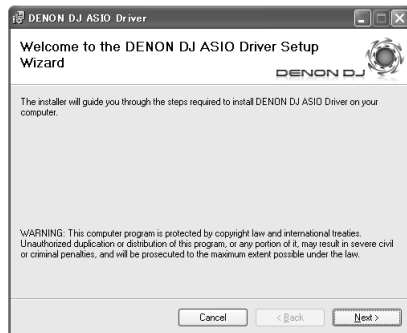 DENON DJ ASIO Driver
Welcome to the DENON DJ ASIO Driver Setup
Wizard
DENON DJ
The installer will guide you through the steps required to install DENON DJ ASIO Driver on your
computer.
WARNING: This computer program is protected by copyright law and international treaties.
Unauthorized duplication or distribution of this program, or any portion of it, may result in severe civil
or criminal penalties, and will be prosecuted to the maximum extent possible under the law.
Cancel < Back Next >